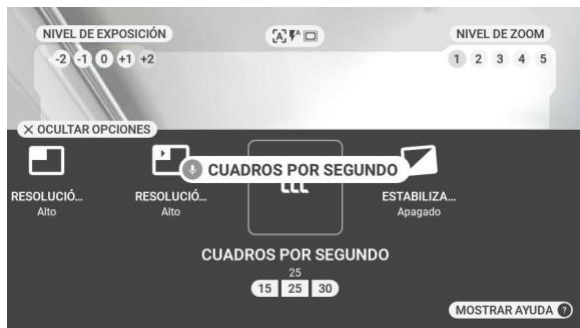 NIVEL DE EXPOSICIÓN
NIVEL DE ZOOM
-2 -1 0 +1 +2
1 2 3 4 5
X OCULTAR OPCIONES
CUADROS POR SEGUNDO
RESOLUCIÓ...
Alto
RESOLUCIÓ...
Alto
ESTABILIZA...
Apagado
CUADROS POR SEGUNDO
25
15 25 30
MOSTRAR AYUDA ?